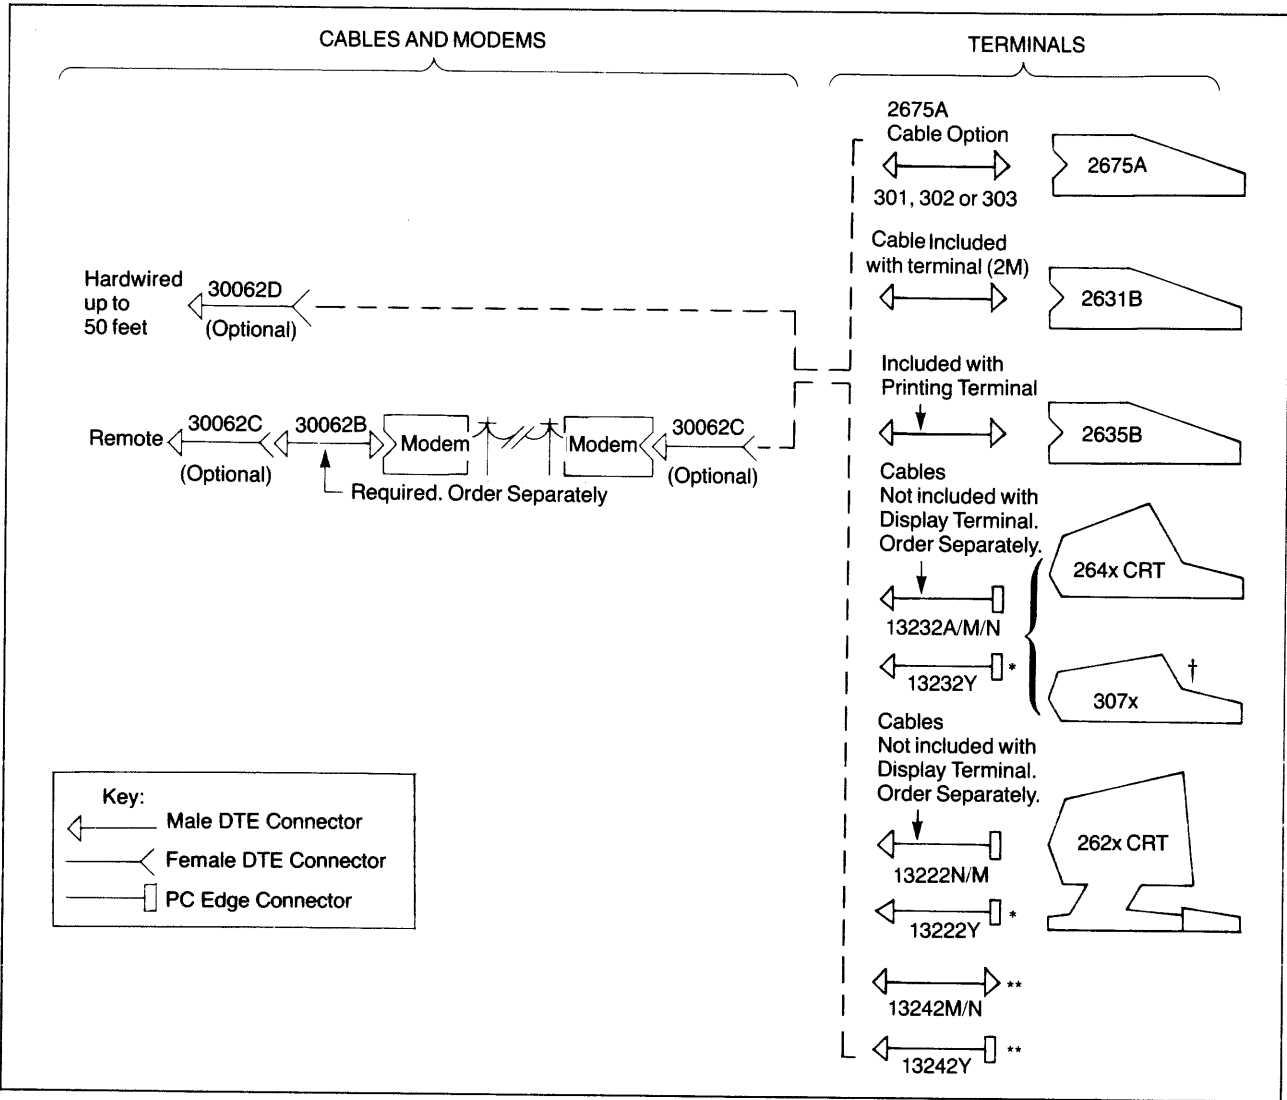 CABLES AND MODEMS
TERMINALS
2675A
Cable Option
301, 302 or 303
2675A
Cable Included
with terminal (2M)
2631B
Hardwired
up to
50 feet
30062D
(Optional)
Included with
Printing Terminal
2635B
Remote
30062C
(Optional)
30062B
Modem
Modem
30062C
(Optional)
Required. Order Separately
Cables
Not included with
Display Terminal.
Order Separately.
264x CRT
13232A/M/N
13232Y
*
†
307x
Cables
Not included with
Display Terminal.
Order Separately.
262x CRT
13222N/M
13222Y
*
13242M/N
**
13242Y
**
Key:
Male DTE Connector
Female DTE Connector
PC Edge Connector